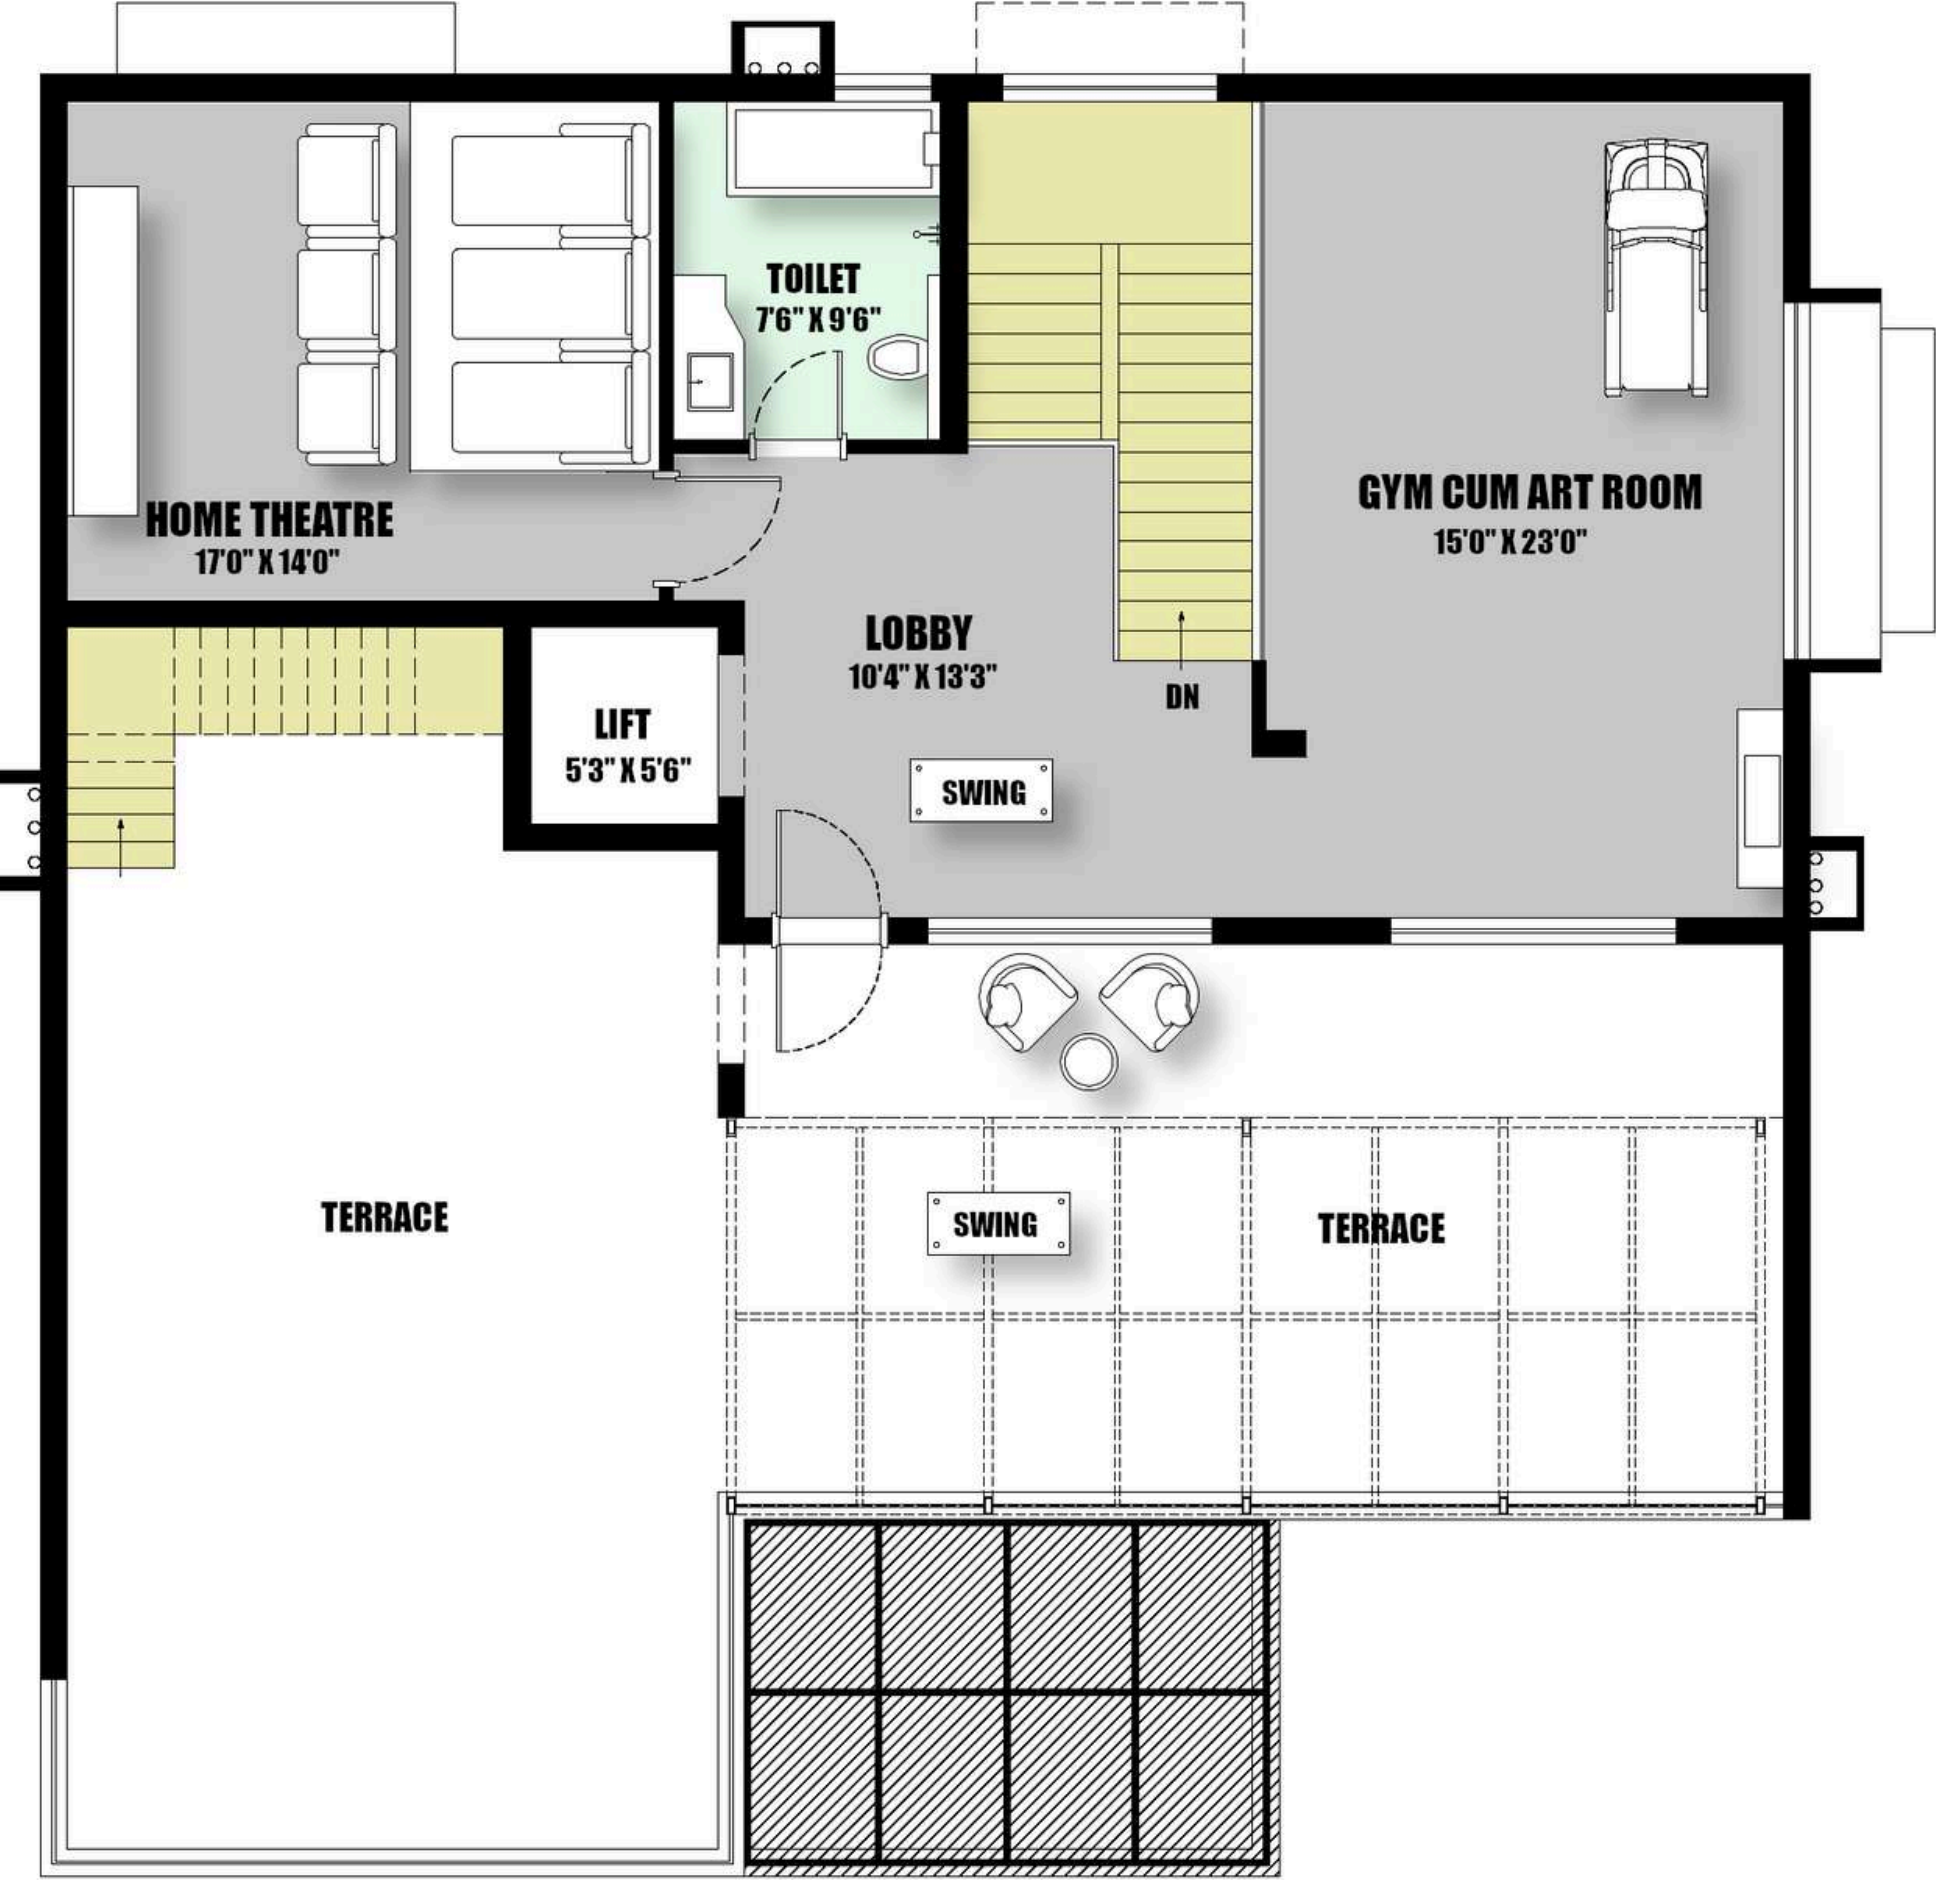 TOILET
7'6" X 9'6"
HOME THEATRE
17'0" X 14'0"
GYM CUM ART ROOM
15'0" X 23'0"
LOBBY
10'4" X 13'3"
DN
LIFT
5'3" X 5'6"
SWING
TERRACE
SWING
TERRACE